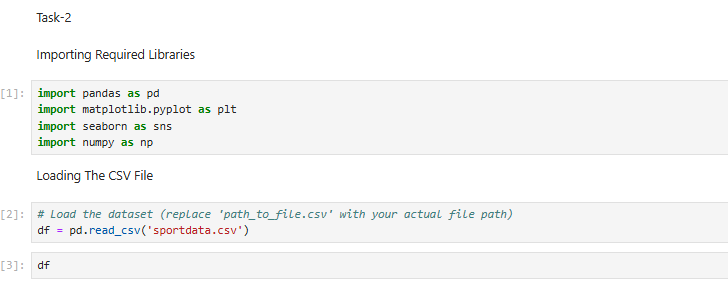 Task-2
Importing Required Libraries
[1]: import pandas as pd
import matplotlib.pyplot as plt
import seaborn as sns
import numpy as np
Loading The CSV File
[2]: # Load the dataset (replace 'path_to_file.csv' with your actual file path)
df = pd.read_csv('sportdata.csv')
[3]: df